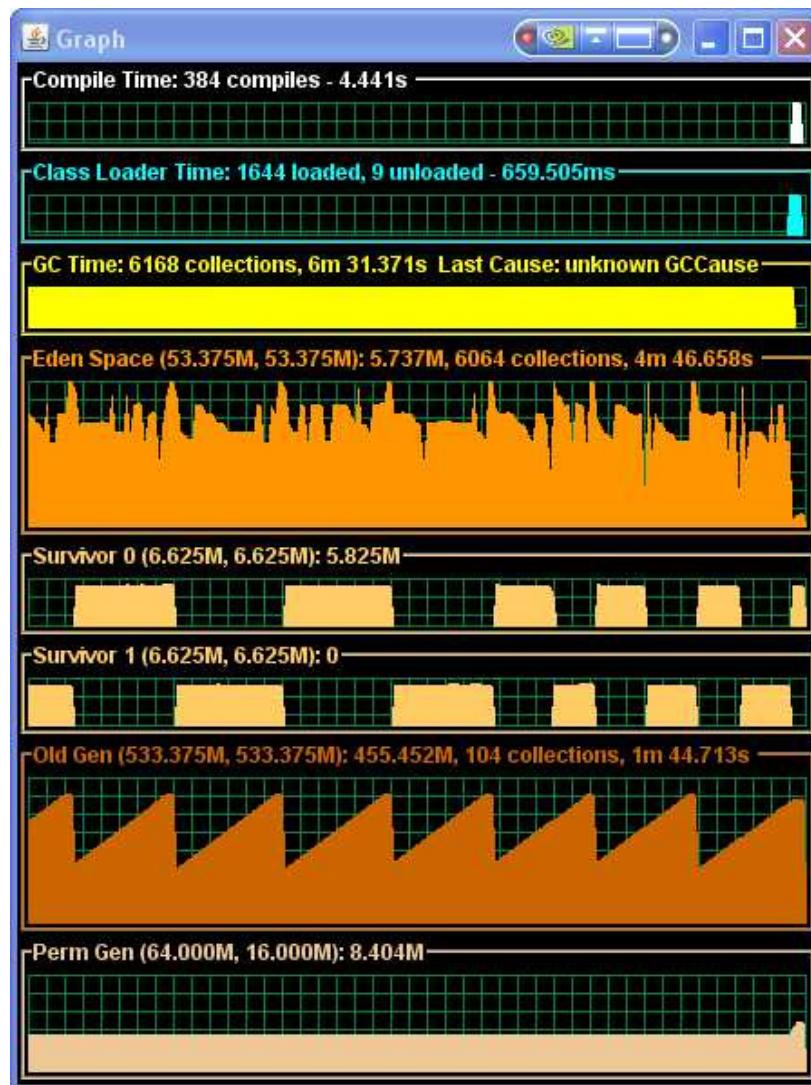 Graph
Compile Time: 384 compiles - 4.441s
Class Loader Time: 1644 loaded, 9 unloaded - 659.505ms
GC Time: 6168 collections, 6m 31.371s Last Cause: unknown GCCause
Eden Space (53.375M, 53.375M): 5.737M, 6064 collections, 4m 46.658s
Survivor 0 (6.625M, 6.625M): 5.825M
Survivor 1 (6.625M, 6.625M): 0
Old Gen (533.375M, 533.375M): 455.452M, 104 collections, 1m 44.713s
Perm Gen (64.000M, 16.000M): 8.404M